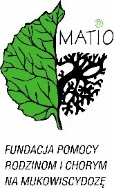 MATIO ®
FUNDACJA POMOCY
RODZINOM I CHORYM
NA MUKOWISCYDOZĘ